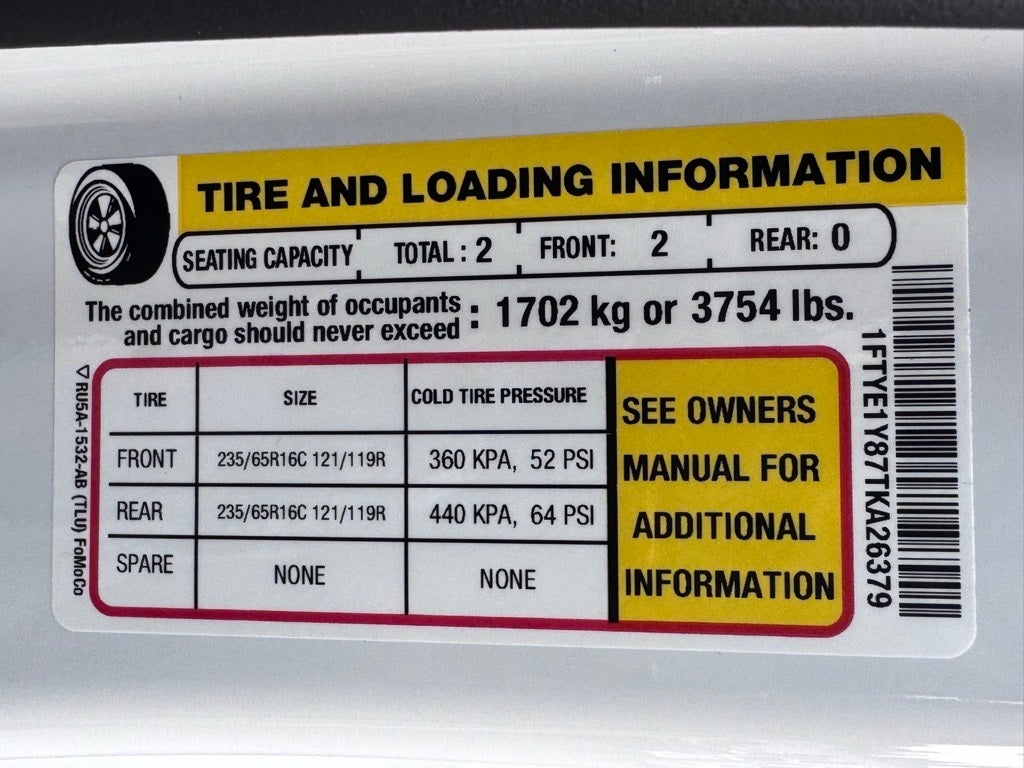 TIRE AND LOADING INFORMATION
SEATING CAPACITY TOTAL : 2 FRONT: 2 REAR: 0
The combined weight of occupants
and cargo should never exceed : 1702 kg or 3754 lbs.
TIRE SIZE COLD TIRE PRESSURE
FRONT 235/65R16C 121/119R 360 KPA, 52 PSI
REAR 235/65R16C 121/119R 440 KPA, 64 PSI
SPARE NONE NONE
SEE OWNERS
MANUAL FOR
ADDITIONAL
INFORMATION
1FTYE1Y87TKA26379
RU5A-1532-AB (TLU) FoMoCo